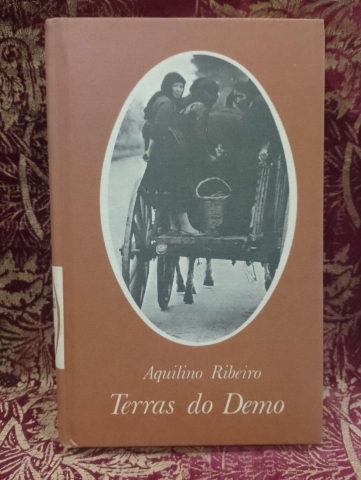 Aquilino Ribeiro
Terras do Demo